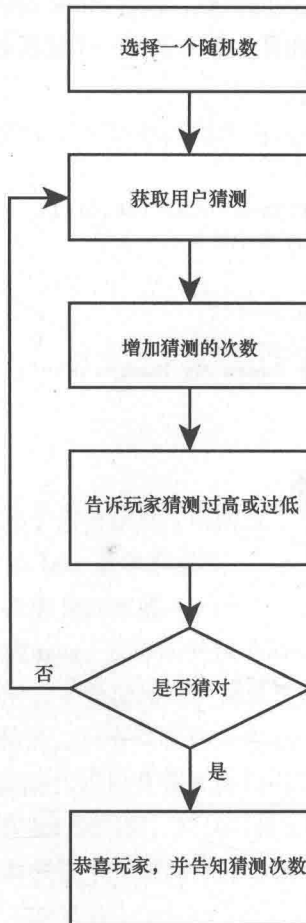 选择一个随机数
获取用户猜测
增加猜测的次数
告诉玩家猜测过高或过低
是否猜对
否
是
恭喜玩家，并告知猜测次数